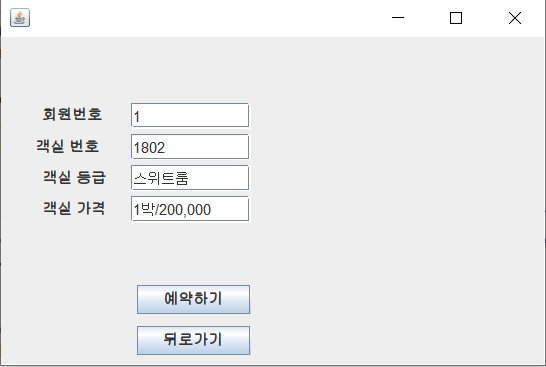 회원번호 1
객실 번호 1802
객실 등급 스위트룸
객실 가격 1박/200,000
예약하기
뒤로가기